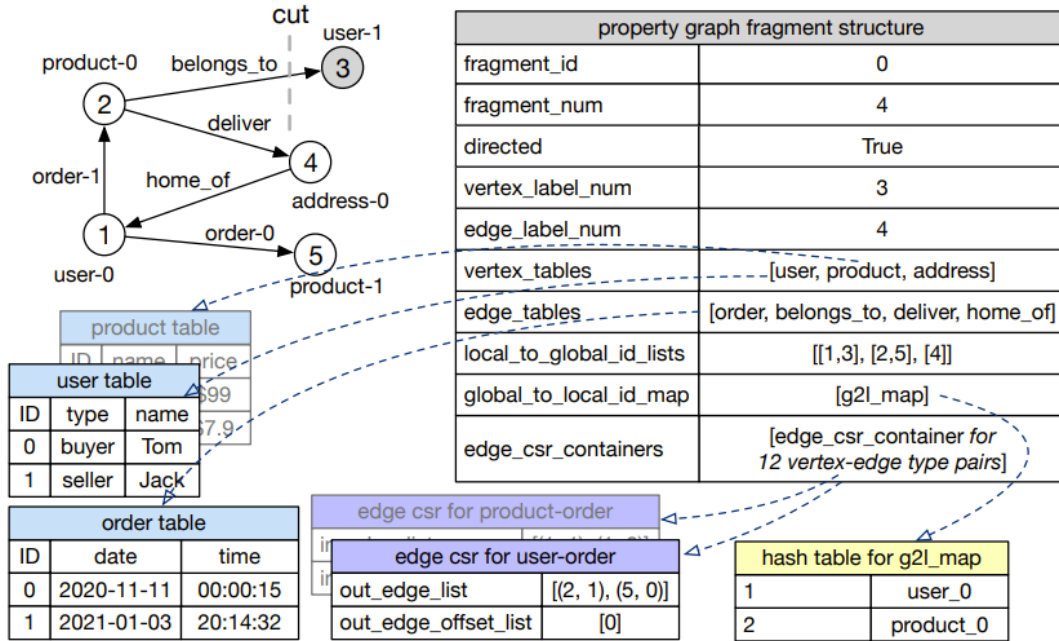 cut
user-1
product-0
belongs_to
3
2
deliver
order-1
home_of
4
address-0
1
order-0
5
user-0
product-1
property graph fragment structure
fragment_id 0
fragment_num 4
directed True
vertex_label_num 3
edge_label_num 4
vertex_tables [user, product, address]
edge_tables [order, belongs_to, deliver, home_of]
local_to_global_id_lists [[1,3], [2,5], [4]]
global_to_local_id_map [g2l_map]
edge_csr_containers [edge_csr_container for
12 vertex-edge type pairs]
product table
ID name price
$99
user table
ID type name
0 buyer Tom
1 seller Jack
order table
ID date time
0 2020-11-11 00:00:15
1 2021-01-03 20:14:32
edge csr for product-order
edge csr for user-order
out_edge_list [(2, 1), (5, 0)]
out_edge_offset_list [0]
hash table for g2l_map
1 user_0
2 product_0